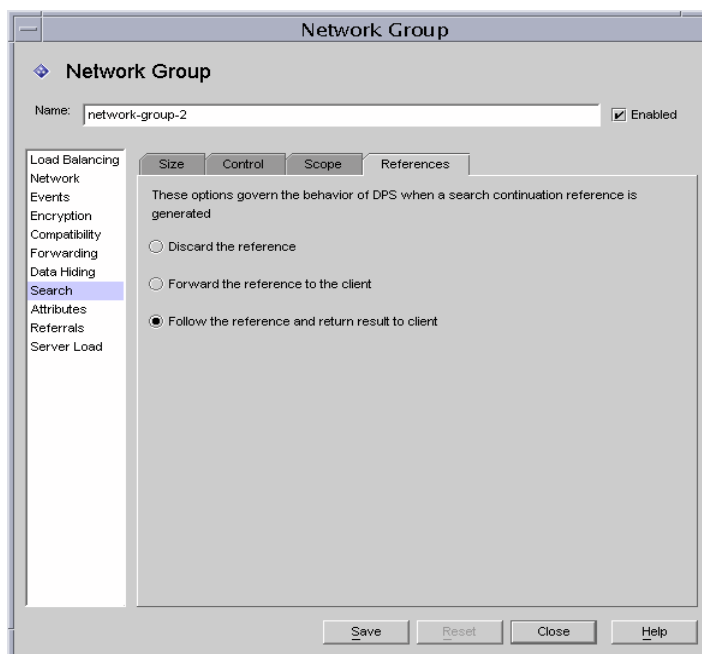 Network Group
Network Group
Name: network-group-2 Enabled
Load Balancing
Network
Events
Encryption
Compatibility
Forwarding
Data Hiding
Search
Attributes
Referrals
Server Load
Size Control Scope References
These options govern the behavior of DPS when a search continuation reference is
generated
Discard the reference
Forward the reference to the client
Follow the reference and return result to client
Save Reset Close Help